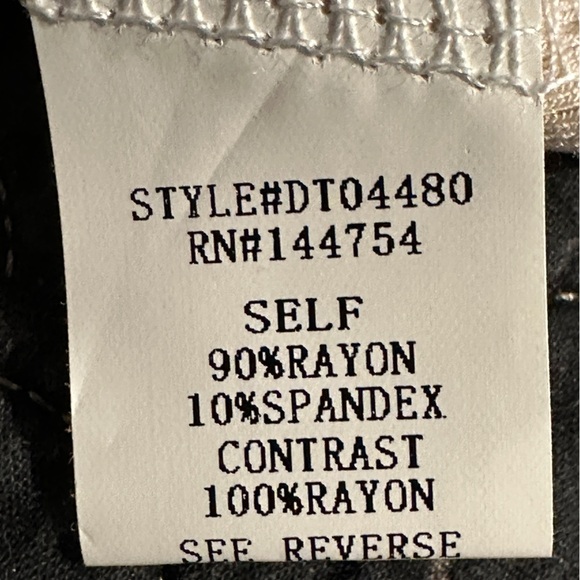 STYLE#DT04480
RN#144754
SELF
90%RAYON
10%SPANDEX
CONTRAST
100%RAYON
SEE REVERSE